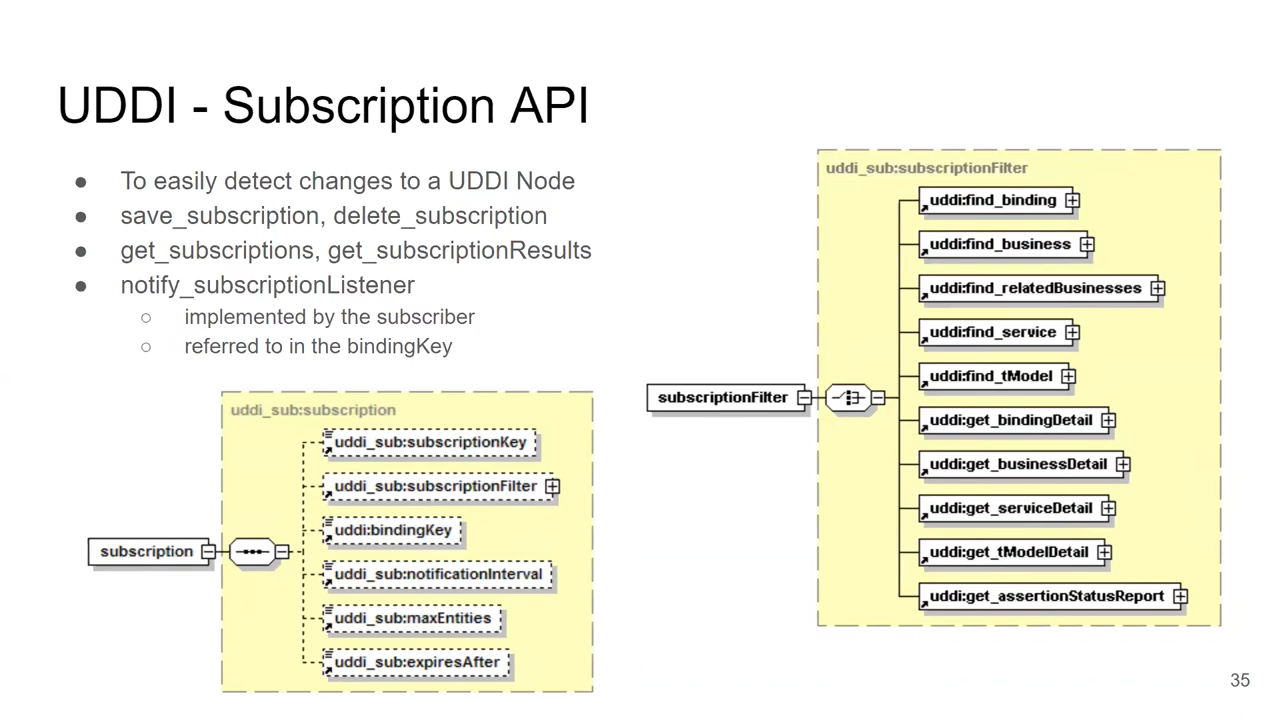 UDDI - Subscription API
● To easily detect changes to a UDDI Node
● save_subscription, delete_subscription
● get_subscriptions, get_subscriptionResults
● notify_subscriptionListener
○ implemented by the subscriber
○ referred to in the bindingKey
uddi_sub:subscription
subscription
uddi_sub:subscriptionKey
uddi_sub:subscriptionFilter
uddi:bindingKey
uddi_sub:notificationInterval
uddi_sub:maxEntities
uddi_sub:expiresAfter
uddi_sub:subscriptionFilter
subscriptionFilter
uddi:find_binding
uddi:find_business
uddi:find_relatedBusinesses
uddi:find_service
uddi:find_tModel
uddi:get_bindingDetail
uddi:get_businessDetail
uddi:get_serviceDetail
uddi:get_tModelDetail
uddi:get_assertionStatusReport
35